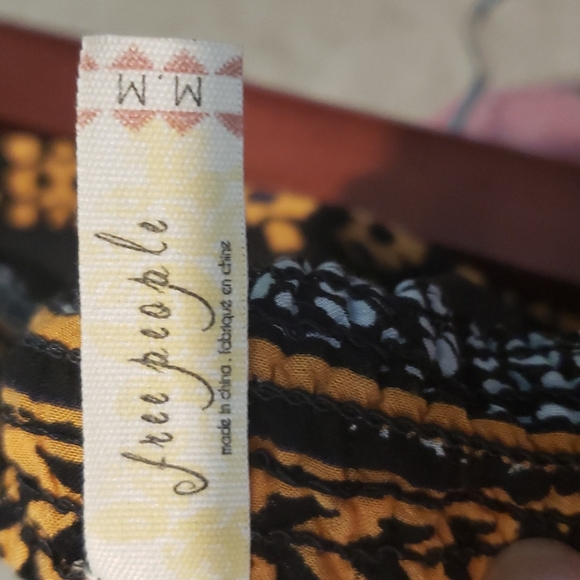 M.M
free people
made in china . fabriqué en chine